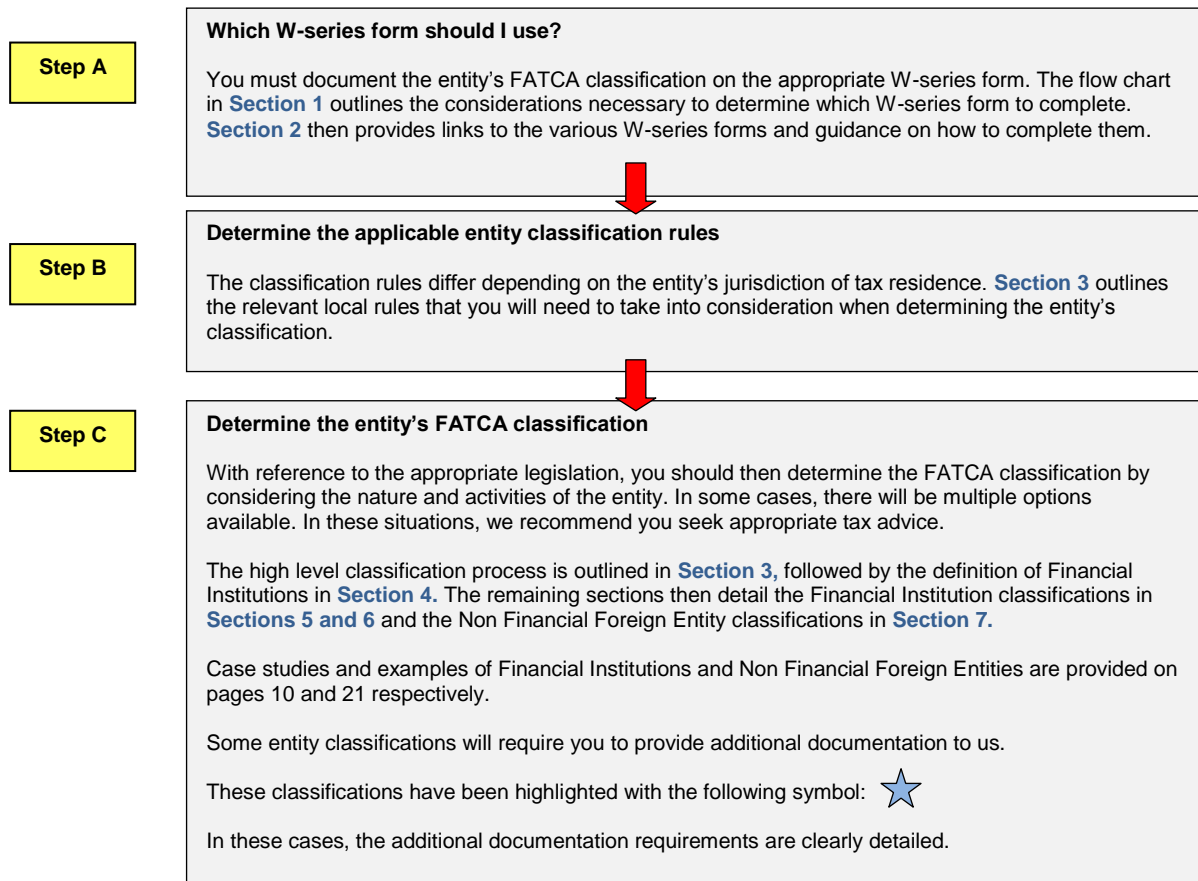 Step A
Which W-series form should I use?
You must document the entity's FATCA classification on the appropriate W-series form. The flow chart
in Section 1 outlines the considerations necessary to determine which W-series form to complete.
Section 2 then provides links to the various W-series forms and guidance on how to complete them.
Step B
Determine the applicable entity classification rules
The classification rules differ depending on the entity's jurisdiction of tax residence. Section 3 outlines
the relevant local rules that you will need to take into consideration when determining the entity's
classification.
Step C
Determine the entity's FATCA classification
With reference to the appropriate legislation, you should then determine the FATCA classification by
considering the nature and activities of the entity. In some cases, there will be multiple options
available. In these situations, we recommend you seek appropriate tax advice.
The high level classification process is outlined in Section 3, followed by the definition of Financial
Institutions in Section 4. The remaining sections then detail the Financial Institution classifications in
Sections 5 and 6 and the Non Financial Foreign Entity classifications in Section 7.
Case studies and examples of Financial Institutions and Non Financial Foreign Entities are provided on
pages 10 and 21 respectively.
Some entity classifications will require you to provide additional documentation to us.
These classifications have been highlighted with the following symbol:
In these cases, the additional documentation requirements are clearly detailed.